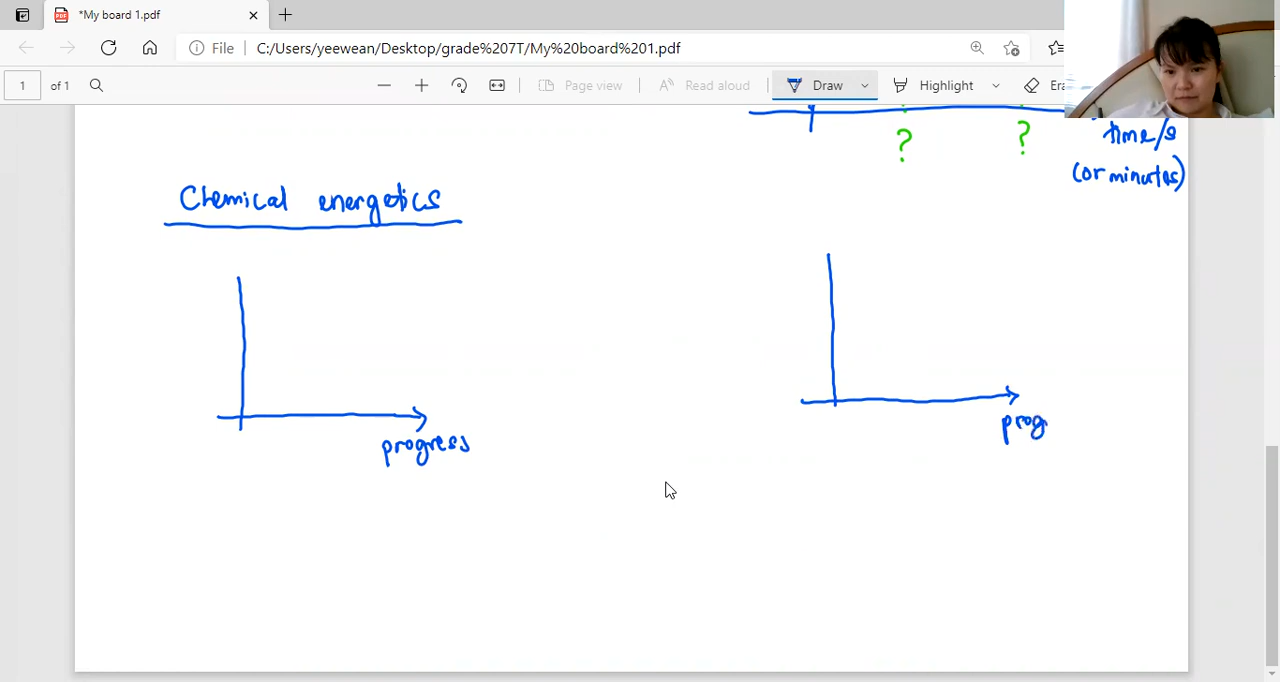 *My board 1.pdf
File C:/Users/yeewean/Desktop/grade%207T/My%20board%201.pdf
1 of 1 Page view Read aloud Draw Highlight Era
? ? time/s
(or minutes)
Chemical energetics
progress
prog